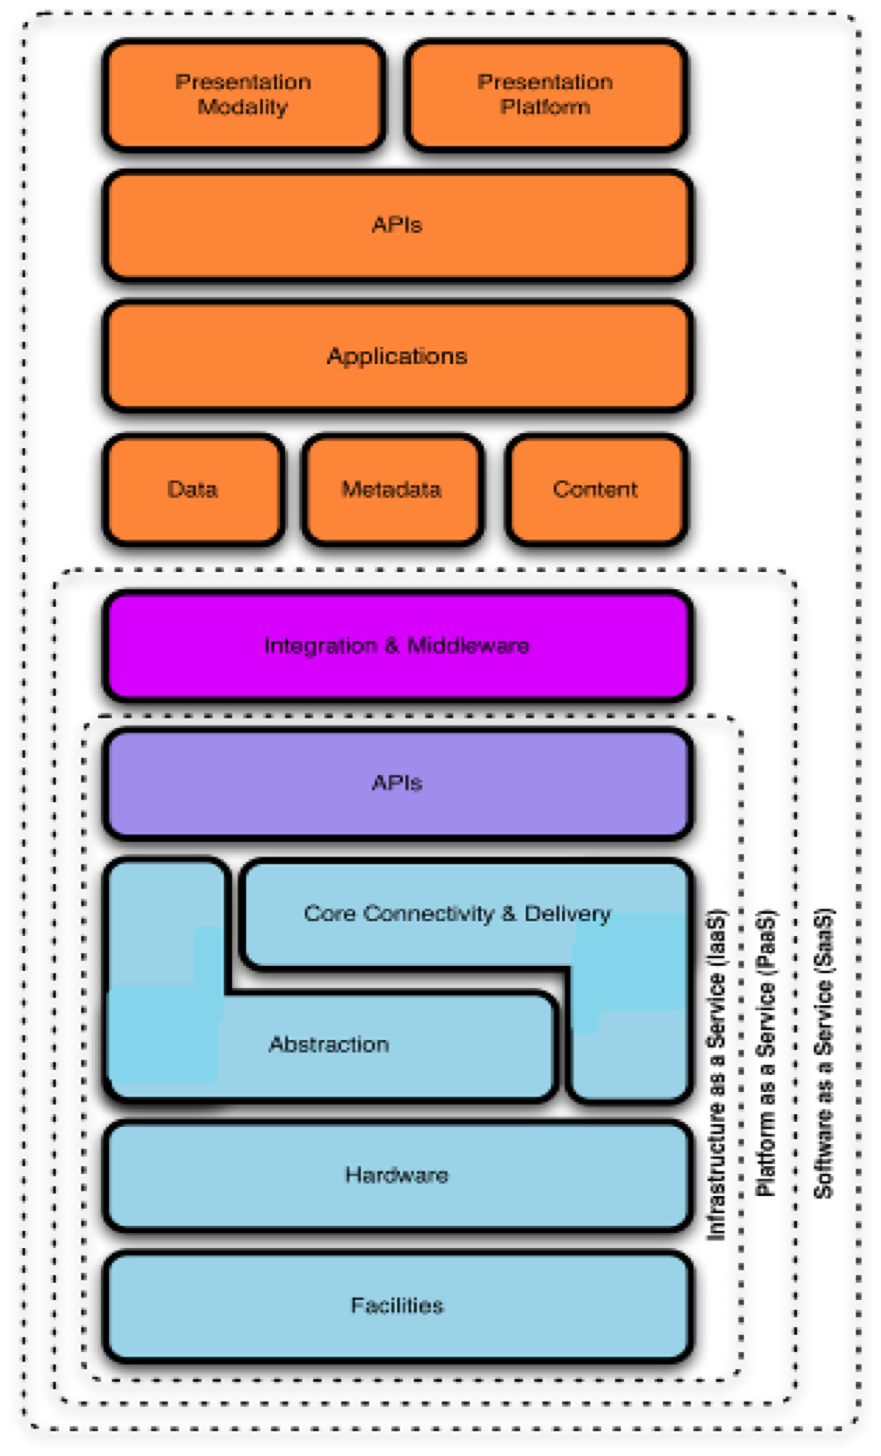 Presentation
Modality
Presentation
Platform
APIs
Applications
Data
Metadata
Content
Integration & Middleware
APIs
Core Connectivity & Delivery
Abstraction
Hardware
Facilities
Infrastructure as a Service (IaaS)
Platform as a Service (PaaS)
Software as a Service (SaaS)